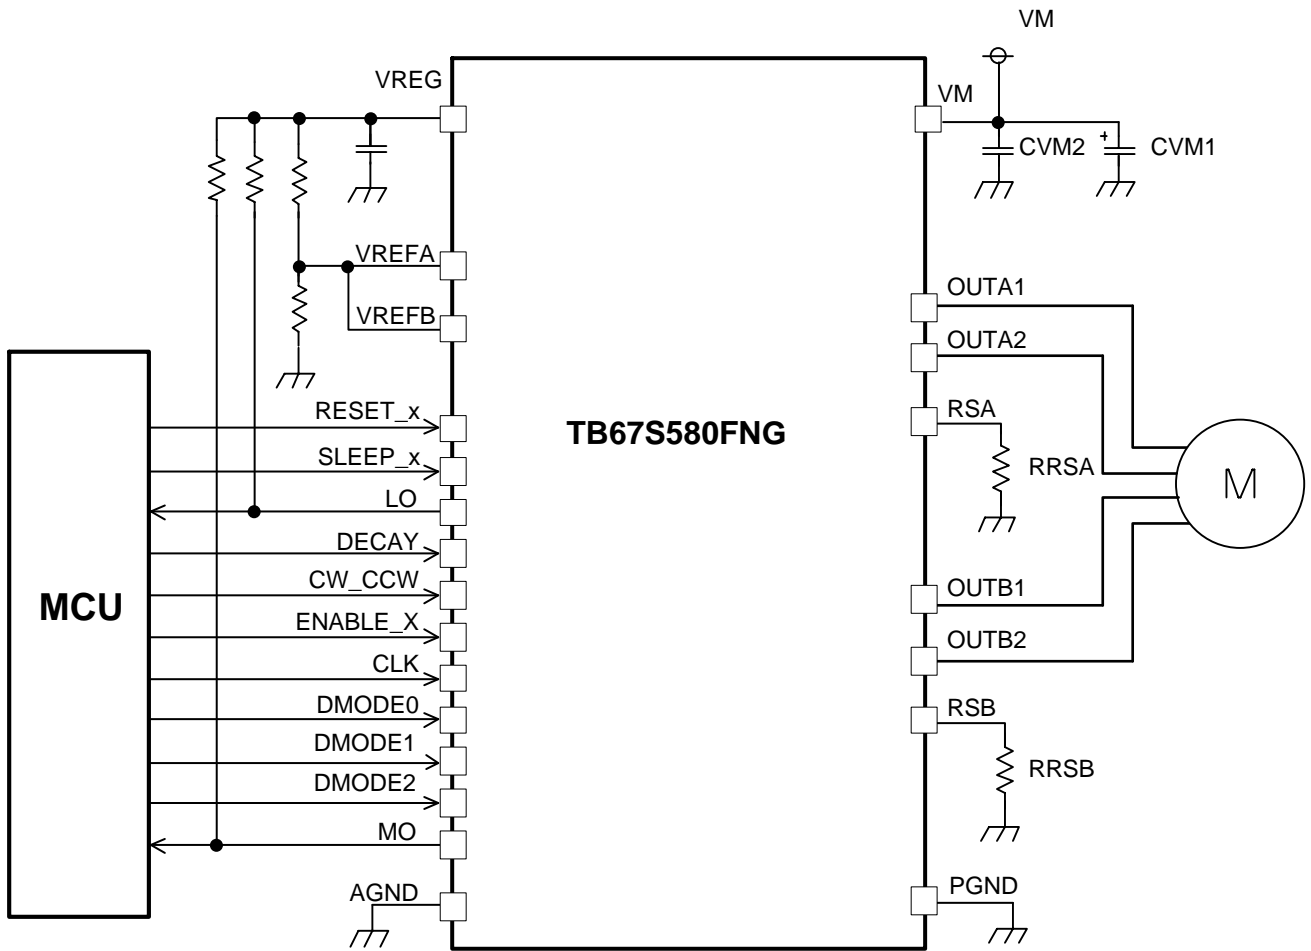 VM
VREG
VM
CVM2
+
CVM1
VREFA
VREFB
OUTA1
OUTA2
RESET_x
RSA
TB67S580FNG
SLEEP_x
RRSA
M
LO
DECAY
CW_CCW
OUTB1
MCU
ENABLE_X
OUTB2
CLK
DMODE0
RSB
DMODE1
RRSB
DMODE2
MO
AGND
PGND